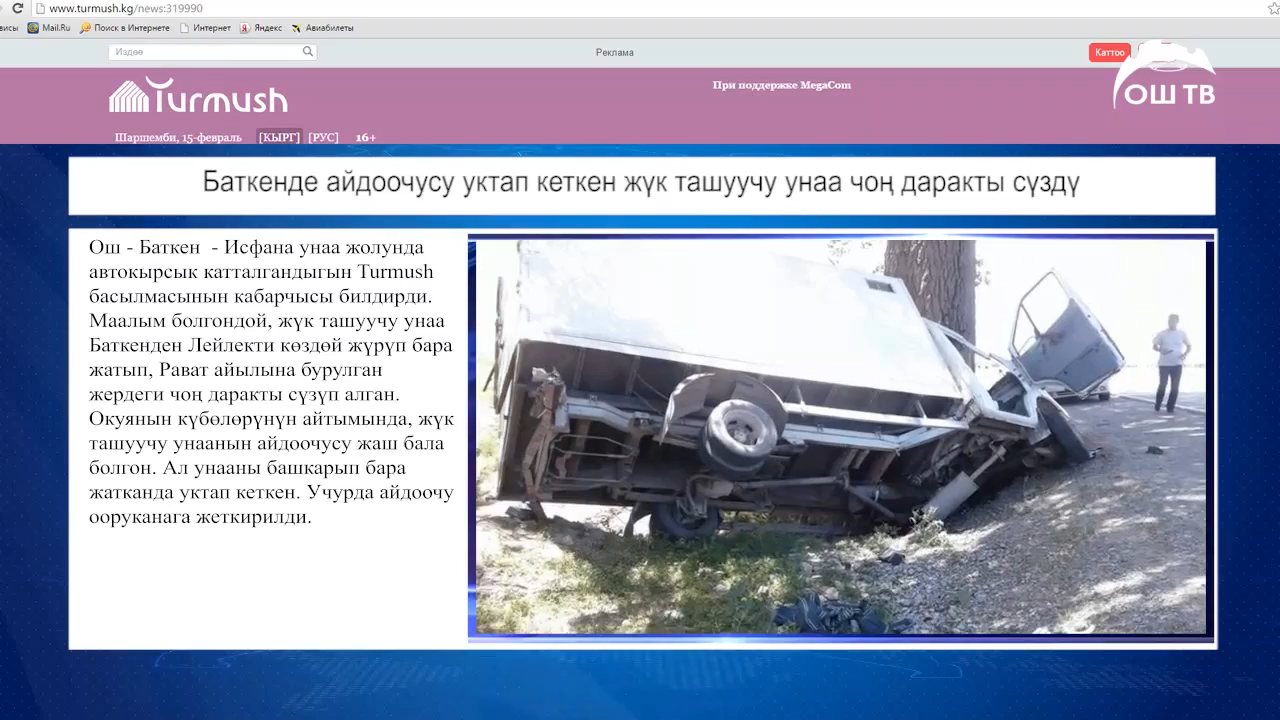 www.turmush.kg/news:319990
Mail.Ru Поиск в Интернете Интернет Яндекс Авиабилеты
Издөө
Реклама
Каттоо
Turmush
При поддержке MegaCom
ОШ ТВ
Шаршемби, 15-февраль [КЫРГ] [РУС] 16+
Баткенде айдоочусу уктап кеткен жүк ташуучу унаа чоң даракты сүздү
Ош - Баткен - Исфана унаа жолунда
автокырсык катталгандыгын Turmush
басылмасынын кабарчысы билдирди.
Маалым болгондой, жүк ташуучу унаа
Баткенден Лейлекти көздөй жүрүп бара
жатып, Рават айылына бурулган
жердеги чоң даракты сүзүп алган.
Окуянын күбөлөрүнүн айтымында, жүк
ташуучу унаанын айдоочусу жаш бала
болгон. Ал унааны башкарып бара
жатканда уктап кеткен. Учурда айдоочу
ооруканага жеткирилди.